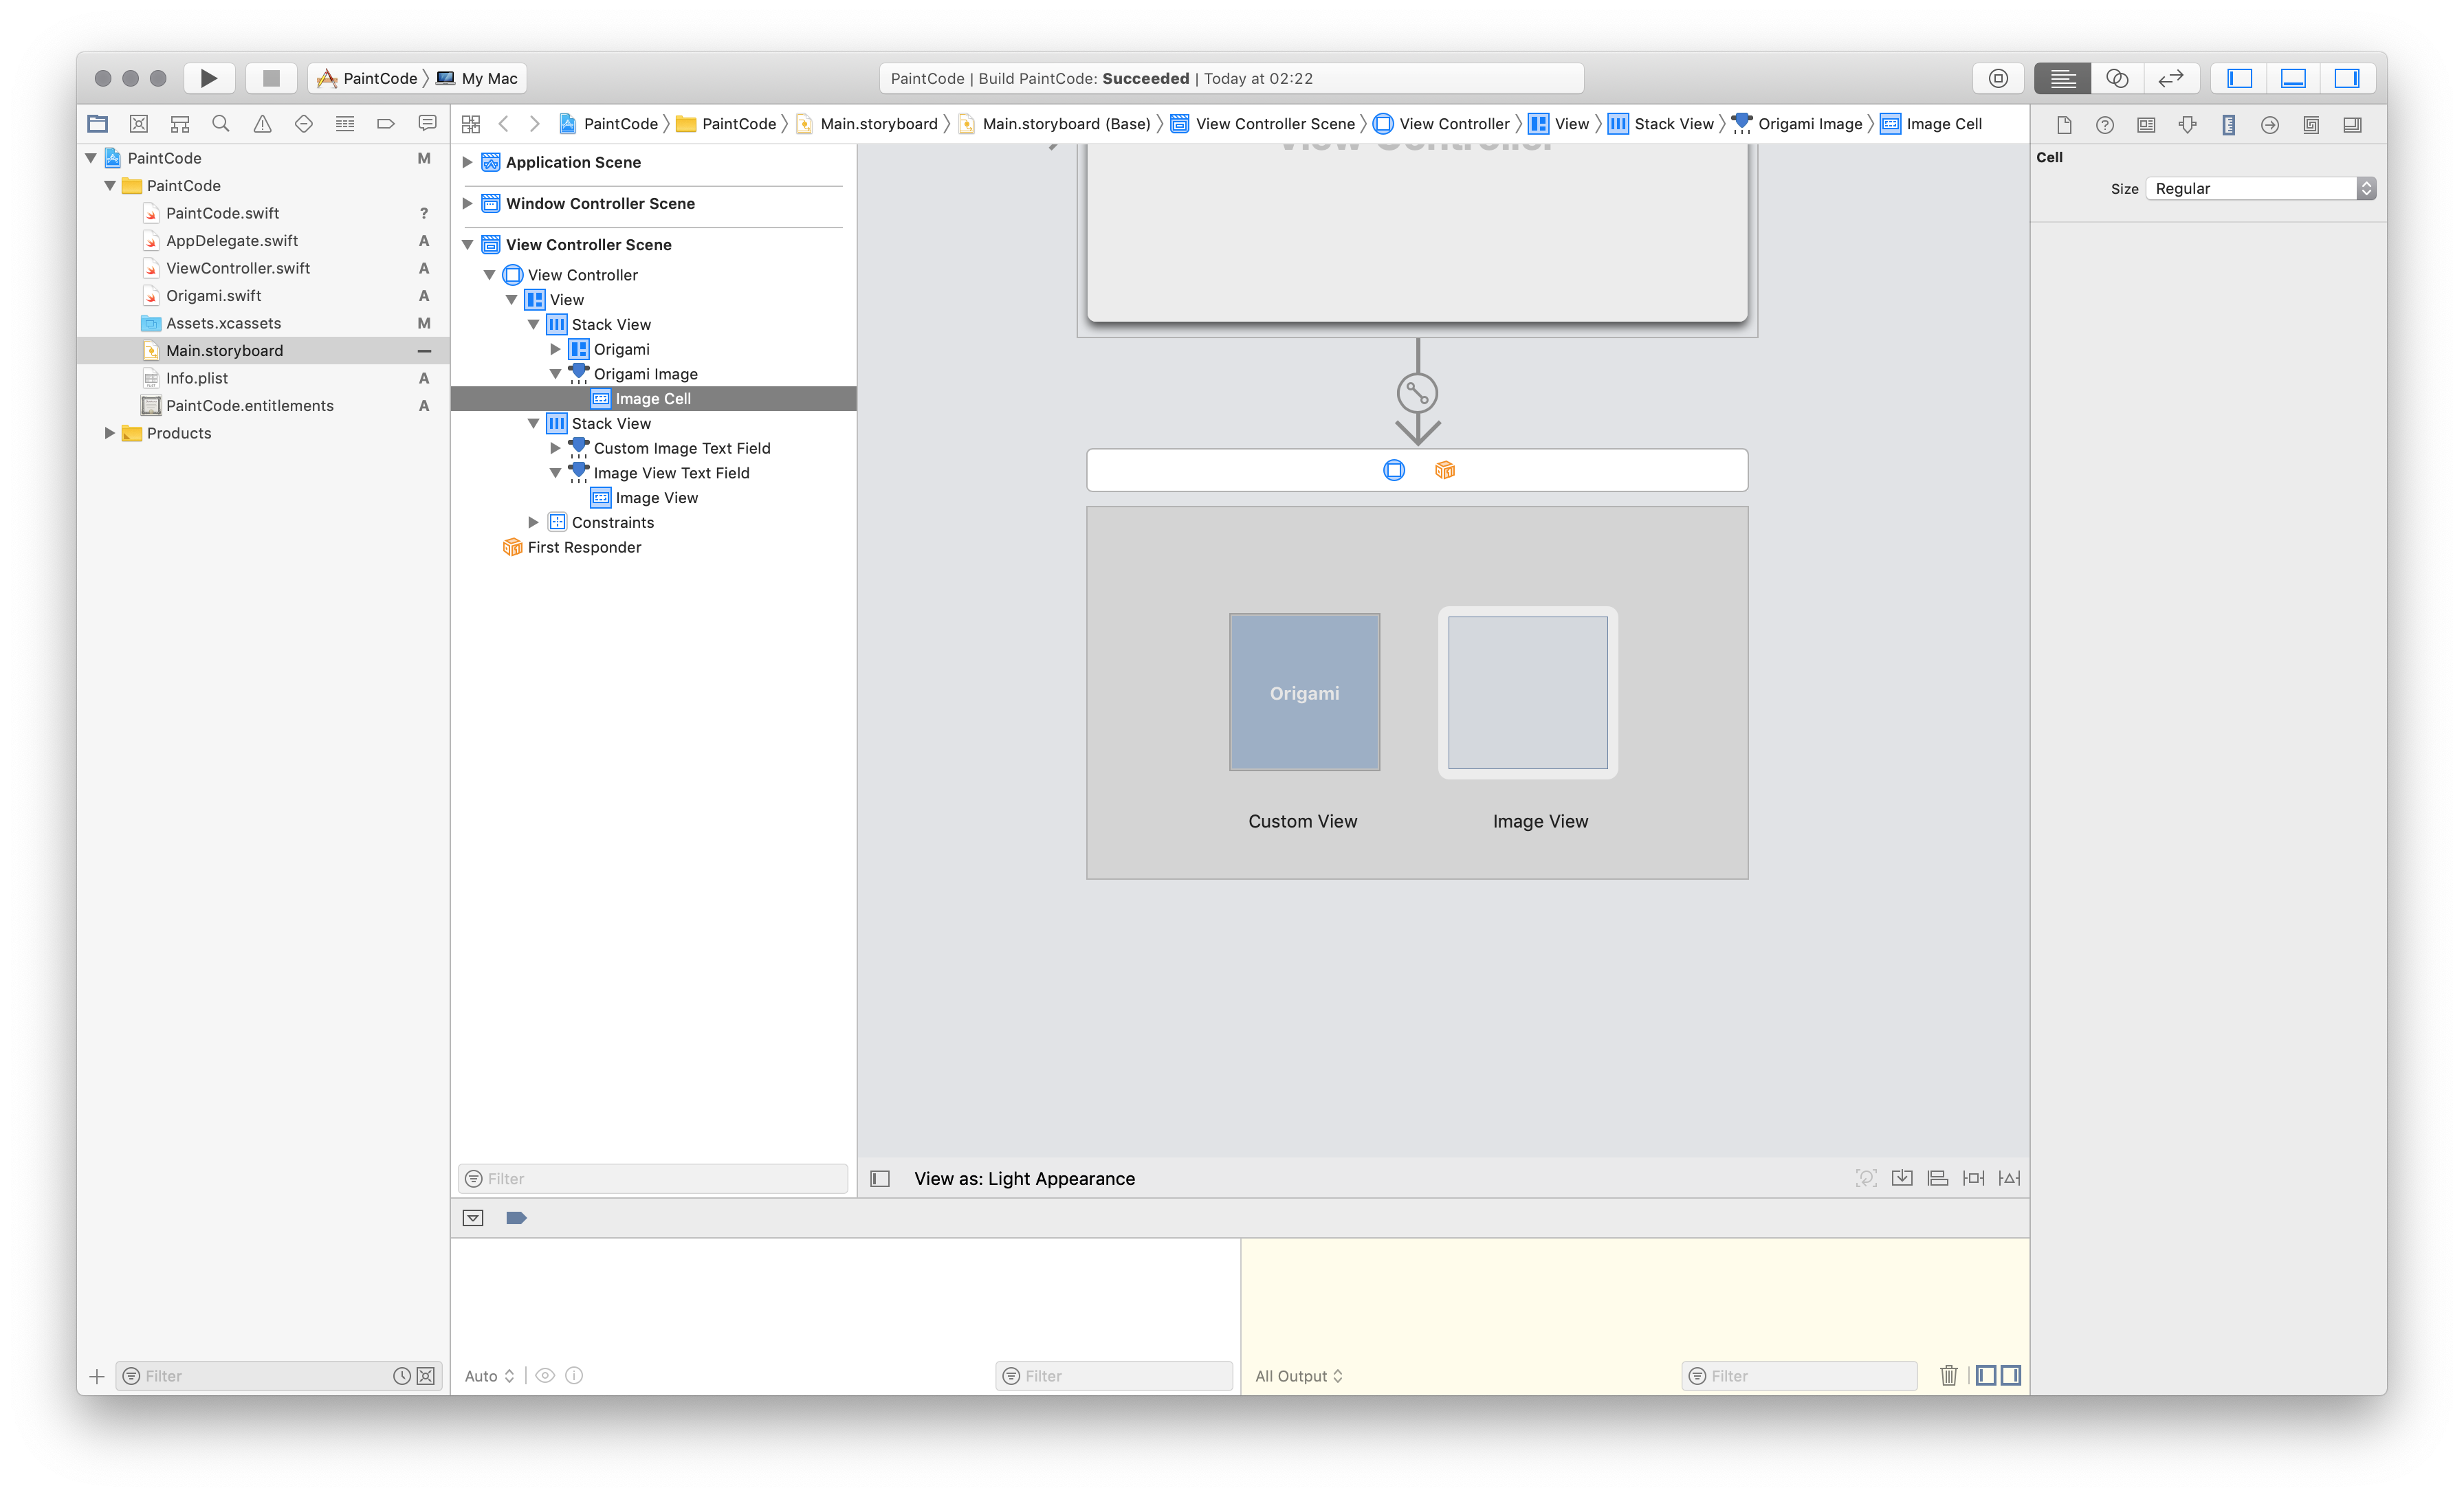 PaintCode My Mac
PaintCode | Build PaintCode: Succeeded | Today at 02:22
PaintCode PaintCode Main.storyboard Main.storyboard (Base) View Controller Scene View Controller View Stack View Origami Image Image Cell
PaintCode M
PaintCode
PaintCode.swift ?
AppDelegate.swift A
ViewController.swift A
Origami.swift A
Assets.xcassets M
Main.storyboard —
Info.plist A
PaintCode.entitlements A
Products
Filter
Application Scene
Window Controller Scene
View Controller Scene
View Controller
View
Stack View
Origami
Origami Image
Image Cell
Stack View
Custom Image Text Field
Image View Text Field
Image View
Constraints
First Responder
Filter
View Controller
Origami
Custom View
Image View
View as: Light Appearance
Auto
Filter
All Output
Filter
Cell
Size Regular